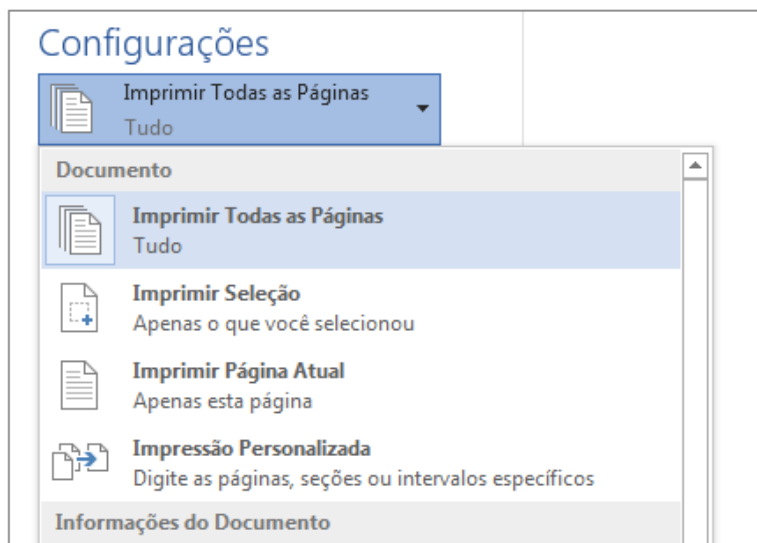 Configurações
Imprimir Todas as Páginas
Tudo
Documento
Imprimir Todas as Páginas
Tudo
Imprimir Seleção
Apenas o que você selecionou
Imprimir Página Atual
Apenas esta página
Impressão Personalizada
Digite as páginas, seções ou intervalos específicos
Informações do Documento